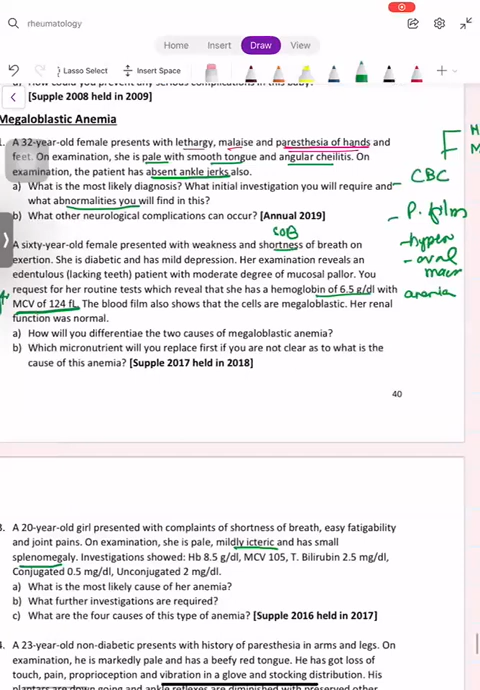 rheumatology
Home Insert Draw View
Lasso Select Insert Space
[Supple 2008 held in 2009]
Megaloblastic Anemia
A 32-year-old female presents with lethargy, malaise and paresthesia of hands and
feet. On examination, she is pale with smooth tongue and angular cheilitis. On
examination, the patient has absent ankle jerks also.
a) What is the most likely diagnosis? What initial investigation you will require and
what abnormalities you will find in this?
b) What other neurological complications can occur? [Annual 2019]
CBC
- P. film
SOB
A sixty-year-old female presented with weakness and shortness of breath on
exertion. She is diabetic and has mild depression. Her examination reveals an
edentulous (lacking teeth) patient with moderate degree of mucosal pallor. You
request for her routine tests which reveal that she has a hemoglobin of 6.5 g/dl with
MCV of 124 fL. The blood film also shows that the cells are megaloblastic. Her renal
function was normal.
- hyper
- oval
macr
anemia
a) How will you differentiae the two causes of megaloblastic anemia?
b) Which micronutrient will you replace first if you are not clear as to what is the
cause of this anemia? [Supple 2017 held in 2018]
40
3. A 20-year-old girl presented with complaints of shortness of breath, easy fatigability
and joint pains. On examination, she is pale, mildly icteric and has small
splenomegaly. Investigations showed: Hb 8.5 g/dl, MCV 105, T. Bilirubin 2.5 mg/dl,
Conjugated 0.5 mg/dl, Unconjugated 2 mg/dl.
a) What is the most likely cause of her anemia?
b) What further investigations are required?
c) What are the four causes of this type of anemia? [Supple 2016 held in 2017]
4. A 23-year-old non-diabetic presents with history of paresthesia in arms and legs. On
examination, he is markedly pale and has a beefy red tongue. He has got loss of
touch, pain, proprioception and vibration in a glove and stocking distribution. His
plantars are down going and ankle reflexes are diminished with preserved other